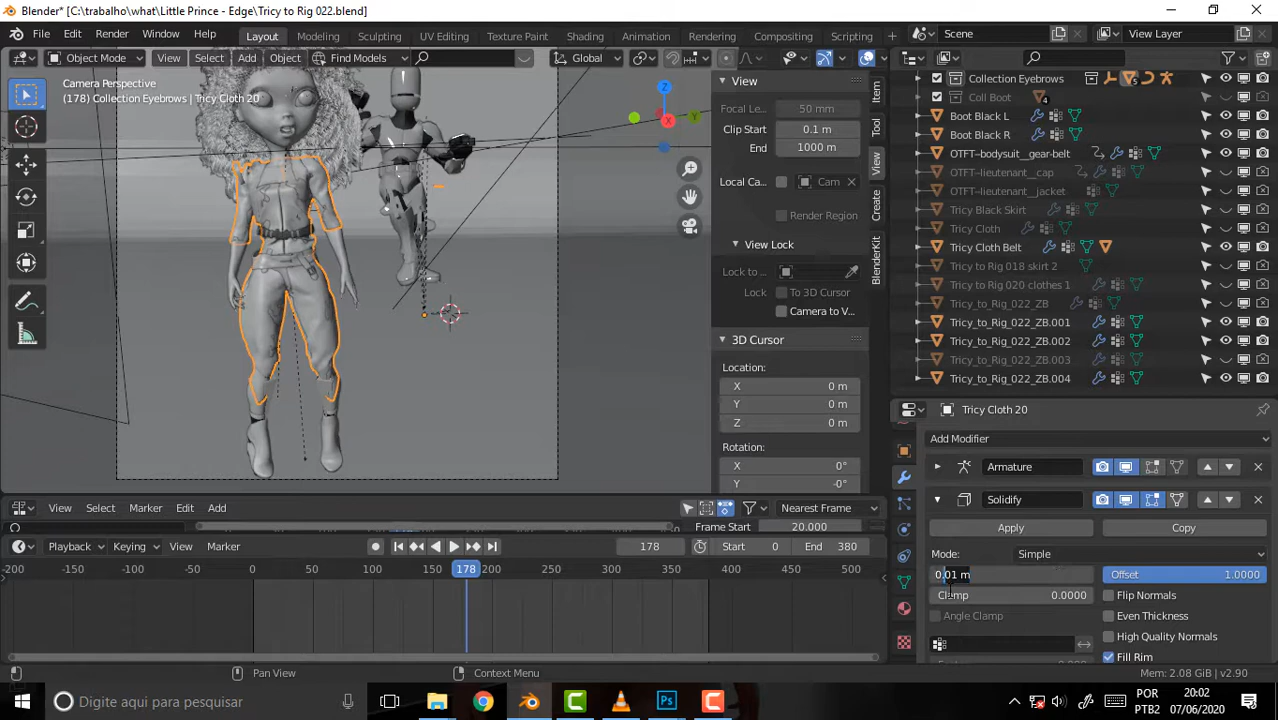 Blender* [C:\trabalho\what\Little Prince - Edge\Tricy to Rig 022.blend]
File Edit Render Window Help Layout Modeling Sculpting UV Editing Texture Paint Shading Animation Rendering Compositing Scripting Scene View Layer
Object Mode View Select Add Object Find Models Global
Camera Perspective
(178) Collection Eyebrows | Tricy Cloth 20
View
Focal Le... 50 mm
Clip Start 0.1 m
End 1000 m
Local Ca... Cam
Render Region
View Lock
Lock to ...
Lock To 3D Cursor
Camera to V...
3D Cursor
Location:
X 0 m
Y 0 m
Z 0 m
Rotation:
X 0°
Y -0°
Item
Tool
View
Create
BlenderKit
Collection Eyebrows 5
Coll Boot 4
Boot Black L
Boot Black R
OTFT-bodysuit__gear-belt
OTFT-lieutenant__cap
OTFT-lieutenant__jacket
Tricy Black Skirt
Tricy Cloth
Tricy Cloth Belt
Tricy to Rig 018 skirt 2
Tricy to Rig 020 clothes 1
Tricy_to_Rig_022_ZB
Tricy_to_Rig_022_ZB.001
Tricy_to_Rig_022_ZB.002
Tricy_to_Rig_022_ZB.003
Tricy_to_Rig_022_ZB.004
Tricy Cloth 20
Add Modifier
Armature
Solidify
Apply Copy
Mode: Simple
0.01 m Offset 1.0000
Clamp 0.0000 Flip Normals
Angle Clamp Even Thickness
High Quality Normals
Fill Rim
View Select Marker Edit Add Nearest Frame
Frame Start 20.000
Playback Keying View Marker 178 Start 0 End 380
-200 -100 0 100 178 200 300 400 500
Pan View Context Menu Mem: 2.08 GiB | v2.90
Digite aqui para pesquisar
POR
PTB2
20:02
07/06/2020